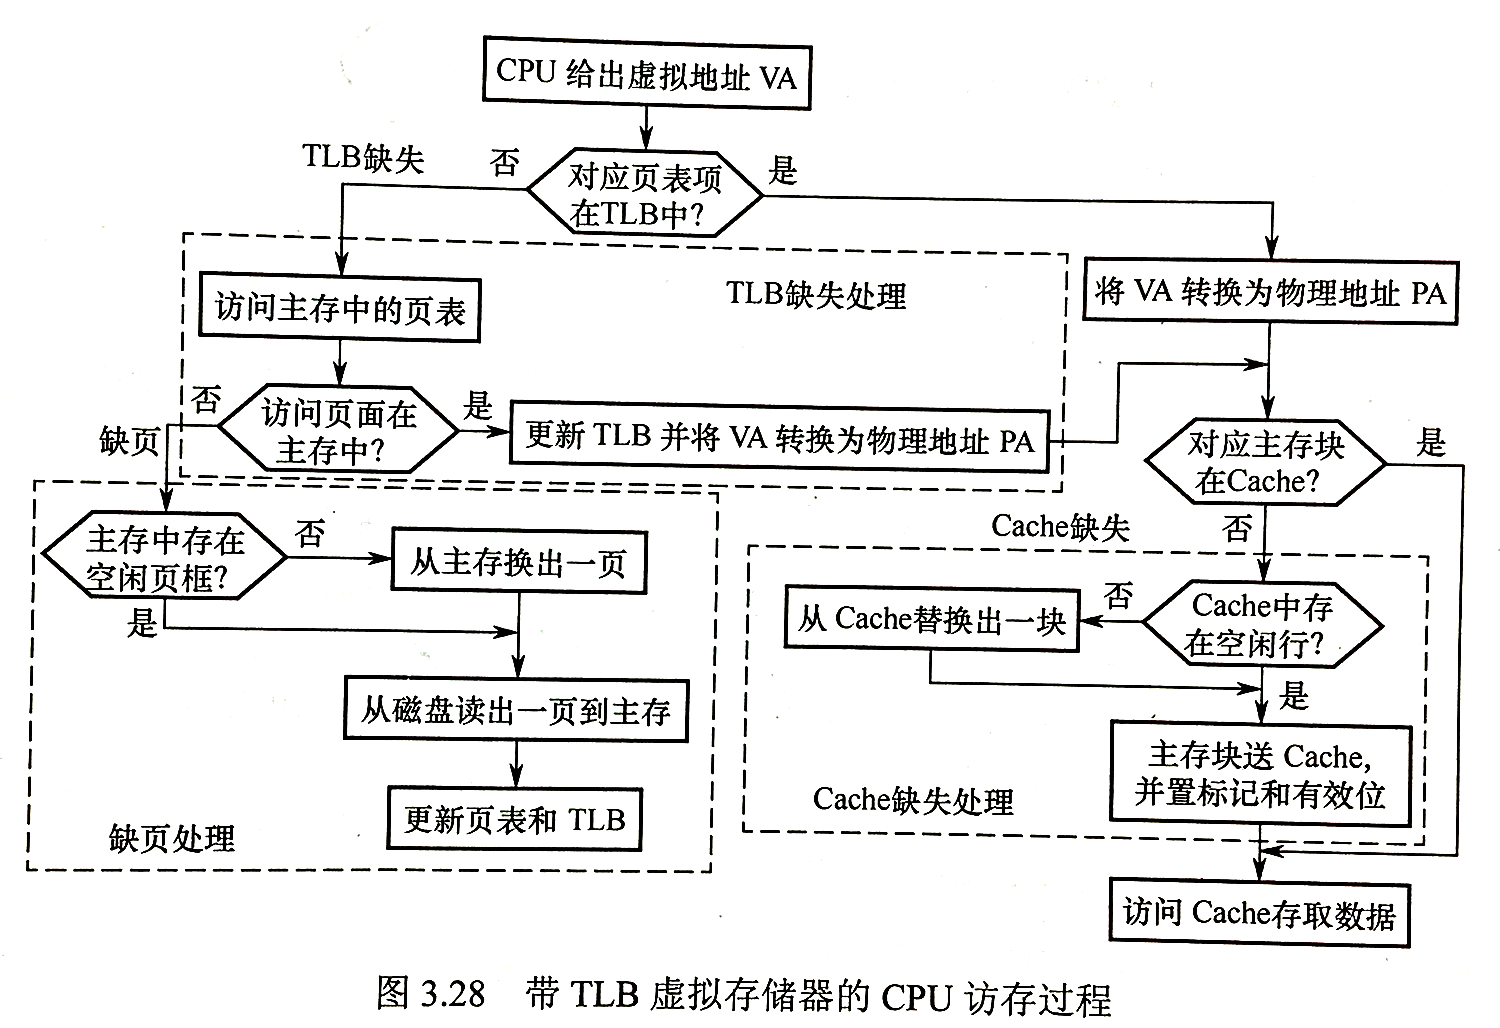 CPU 给出虚拟地址 VA
TLB缺失
否
对应页表项
在TLB中？
是
访问主存中的页表
TLB缺失处理
将 VA 转换为物理地址 PA
否
缺页
访问页面在
主存中？
是
更新 TLB 并将 VA 转换为物理地址 PA
对应主存块
在Cache？
是
主存中存在
空闲页框？
否
是
从主存换出一页
Cache缺失
否
从 Cache替换出一块
否
Cache中存
在空闲行？
是
从磁盘读出一页到主存
主存块送 Cache,
并置标记和有效位
更新页表和 TLB
缺页处理
Cache缺失处理
访问 Cache存取数据
图 3.28 带 TLB 虚拟存储器的 CPU 访存过程